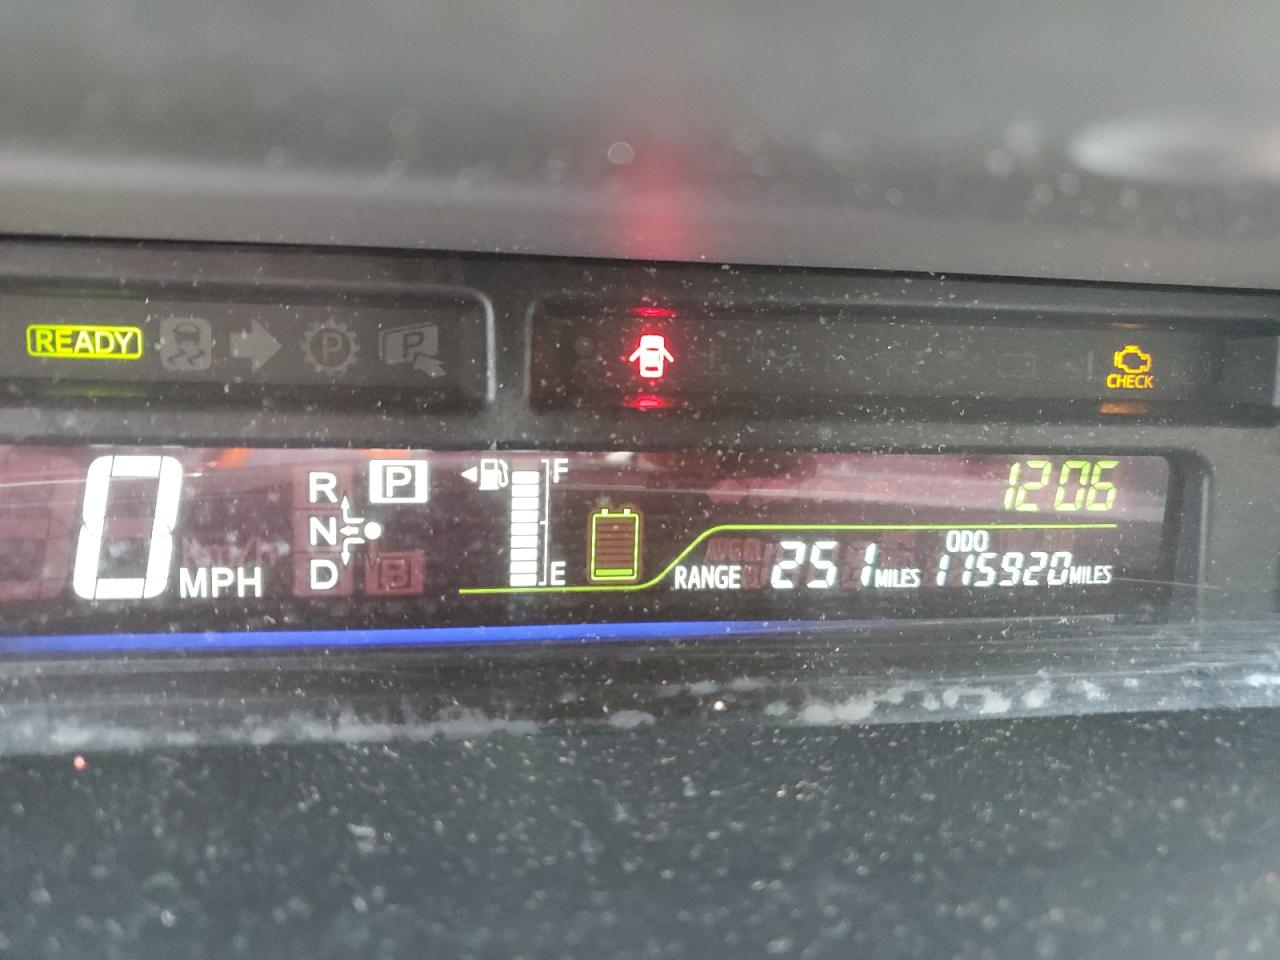 READY
P
P
CHECK
0 MPH
R
N
D
P
B
F
E
1206
RANGE 251 MILES
ODO
115920 MILES